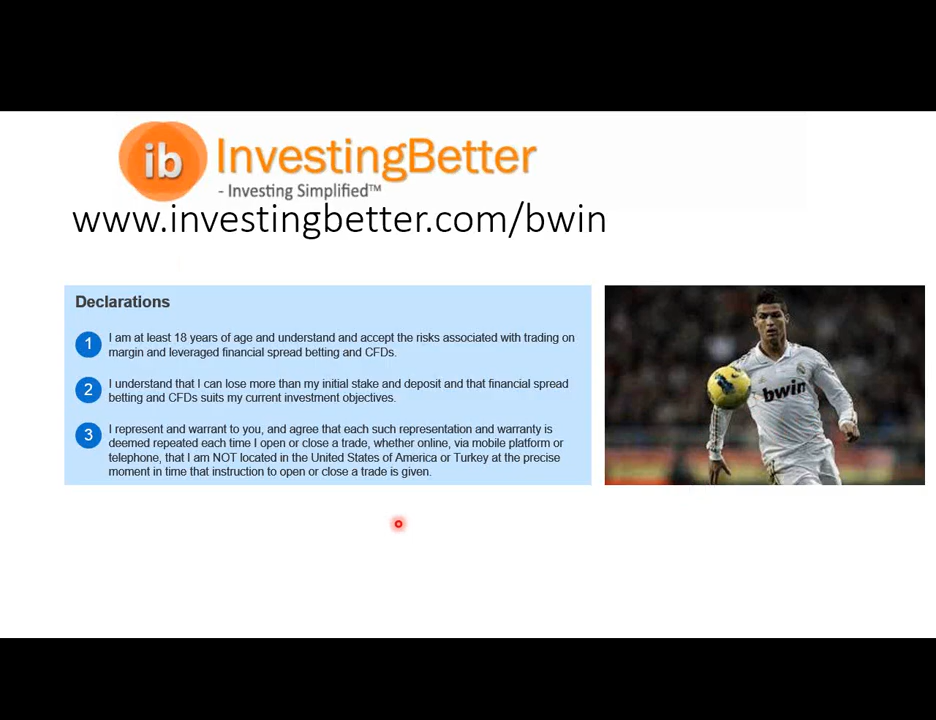 ib InvestingBetter
- Investing Simplified™
www.investingbetter.com/bwin
Declarations
1 I am at least 18 years of age and understand and accept the risks associated with trading on
margin and leveraged financial spread betting and CFDs.
2 I understand that I can lose more than my initial stake and deposit and that financial spread
betting and CFDs suits my current investment objectives.
3 I represent and warrant to you, and agree that each such representation and warranty is
deemed repeated each time I open or close a trade, whether online, via mobile platform or
telephone, that I am NOT located in the United States of America or Turkey at the precise
moment in time that instruction to open or close a trade is given.
bwin